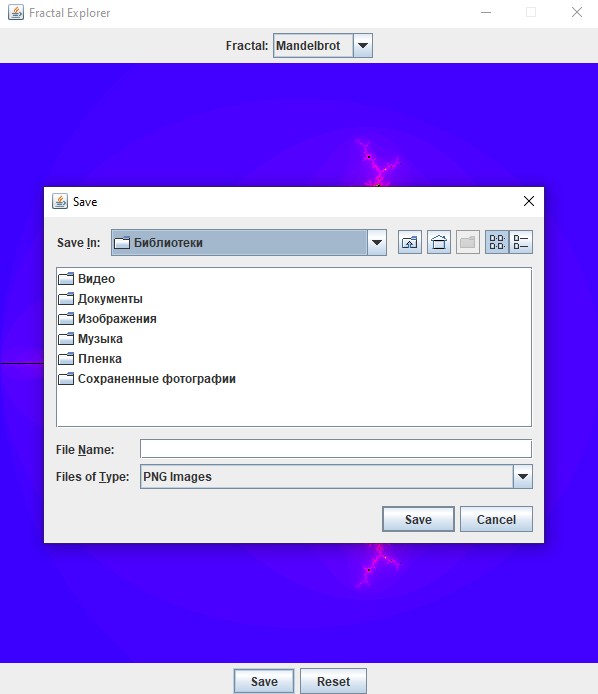 Fractal Explorer
Fractal: Mandelbrot
Save
Save In: Библиотеки
Видео
Документы
Изображения
Музыка
Пленка
Сохраненные фотографии
File Name:
Files of Type: PNG Images
Save Cancel
Save Reset